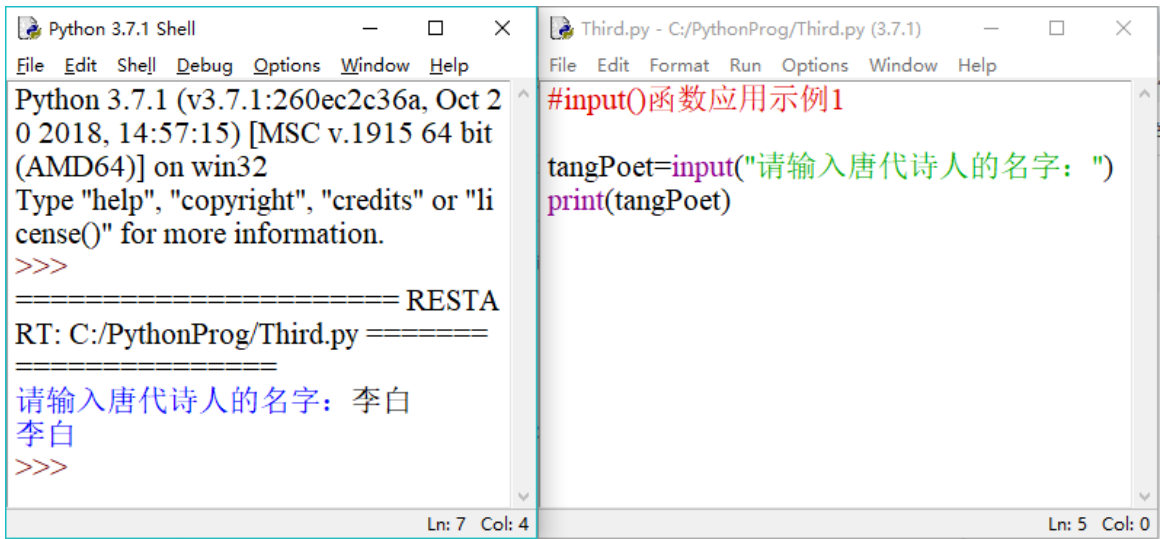 Python 3.7.1 Shell
File Edit Shell Debug Options Window Help
Python 3.7.1 (v3.7.1:260ec2c36a, Oct 2
0 2018, 14:57:15) [MSC v.1915 64 bit
(AMD64)] on win32
Type "help", "copyright", "credits" or "li
cense()" for more information.
>>>
======================= RESTA
RT: C:/PythonProg/Third.py =======
===============
请输入唐代诗人的名字：李白
李白
>>>
Ln: 7 Col: 4
Third.py - C:/PythonProg/Third.py (3.7.1)
File Edit Format Run Options Window Help
#input()函数应用示例1
tangPoet=input("请输入唐代诗人的名字：")
print(tangPoet)
Ln: 5 Col: 0